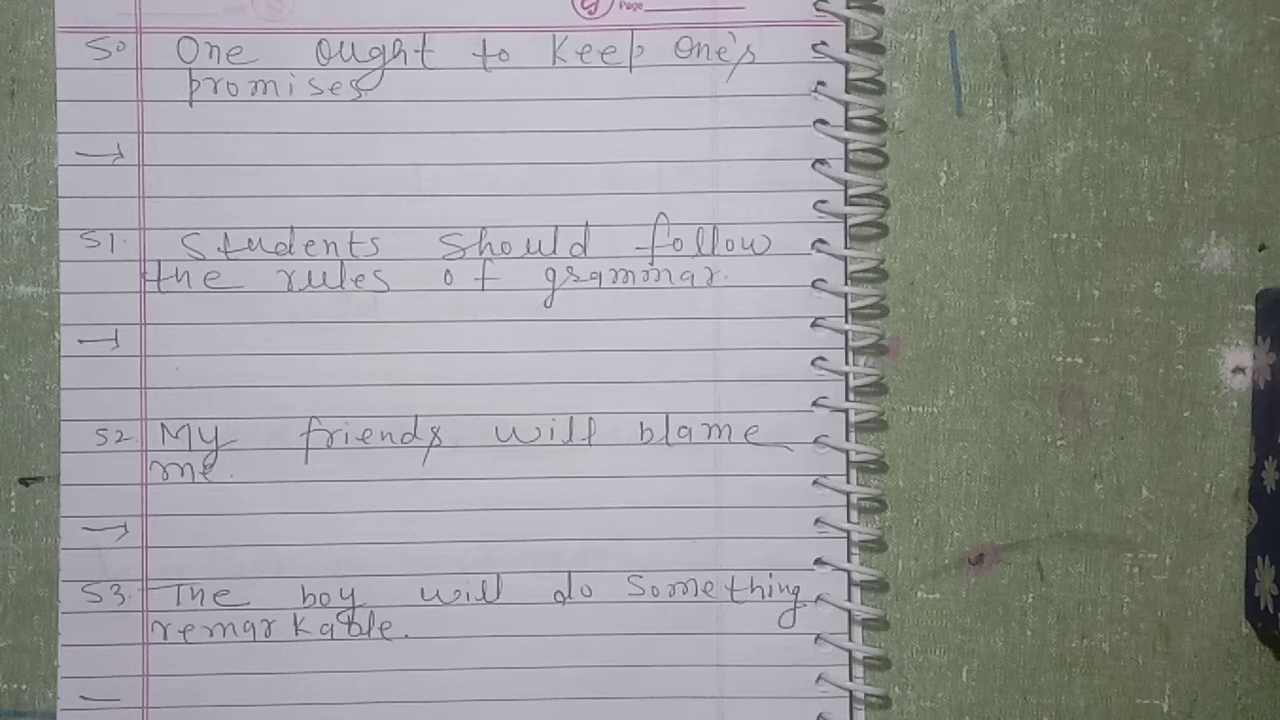 Page
50 One ought to keep One's
promises.
→
51. Students should follow
the rules of grammar.
→
52. My friends will blame
me.
→
53. The boy will do something
remarkable.
—